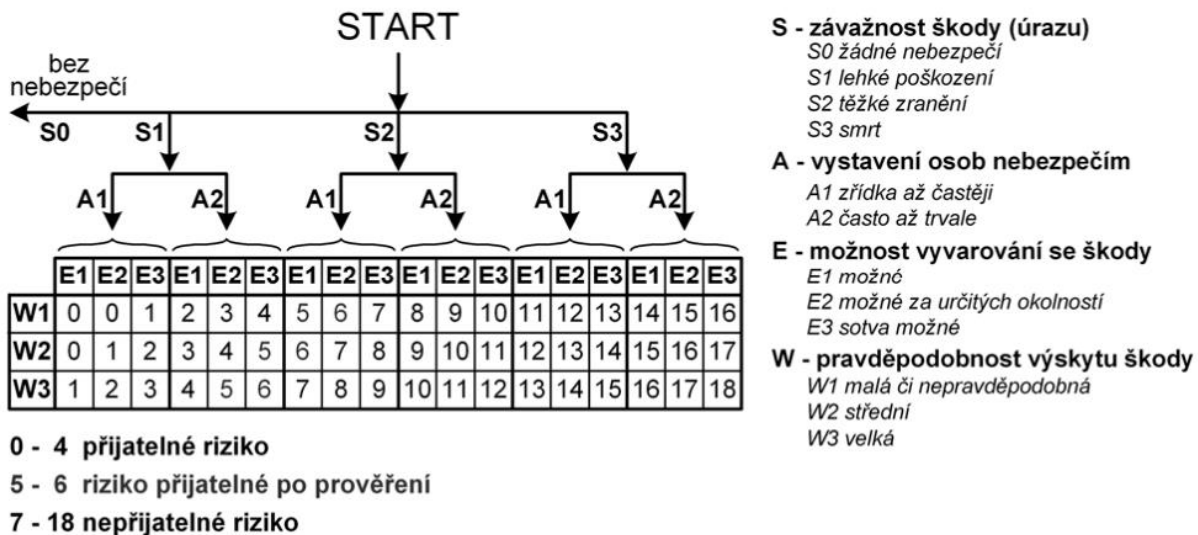 START
bez
nebezpečí
S0 S1 S2 S3
A1 A2 A1 A2 A1 A2
E1 E2 E3 E1 E2 E3 E1 E2 E3 E1 E2 E3 E1 E2 E3 E1 E2 E3
W1 0 0 1 2 3 4 5 6 7 8 9 10 11 12 13 14 15 16
W2 0 1 2 3 4 5 6 7 8 9 10 11 12 13 14 15 16 17
W3 1 2 3 4 5 6 7 8 9 10 11 12 13 14 15 16 17 18
0 - 4 přijatelné riziko
5 - 6 riziko přijatelné po prověření
7 - 18 nepřijatelné riziko
S - závažnost škody (úrazu)
S0 žádné nebezpečí
S1 lehké poškození
S2 těžké zranění
S3 smrt
A - vystavení osob nebezpečím
A1 zřídka až častěji
A2 často až trvale
E - možnost vyvarování se škody
E1 možné
E2 možné za určitých okolností
E3 sotva možné
W - pravděpodobnost výskytu škody
W1 malá či nepravděpodobná
W2 střední
W3 velká